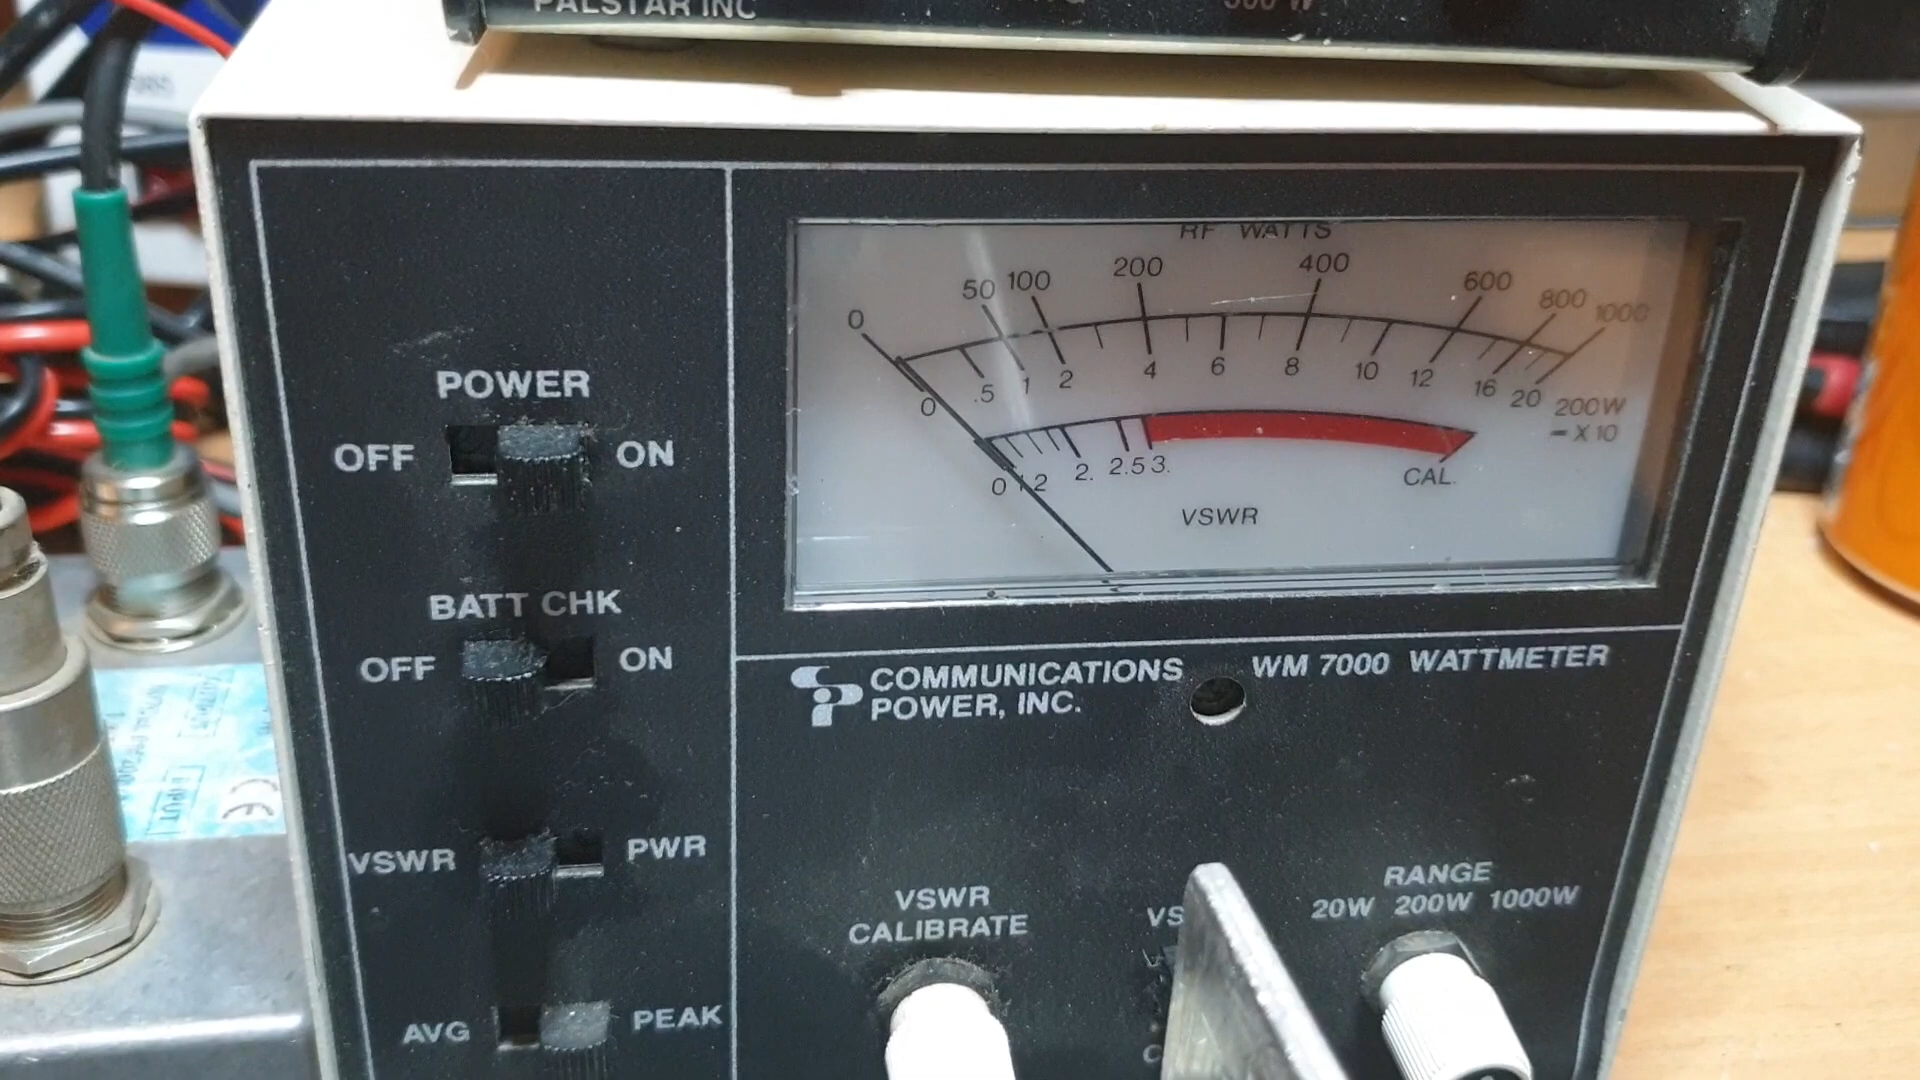 PALSTAR INC
RF WATTS
0 50 100 200 400 600 800 1000
0 .5 1 2 4 6 8 10 12 16 20 200W
= X 10
0 1 2 2. 2.5 3. CAL.
VSWR
POWER
OFF ON
BATT CHK
OFF ON
VSWR PWR
AVG PEAK
COMMUNICATIONS
POWER, INC.
WM 7000 WATTMETER
VSWR
CALIBRATE
VS
RANGE
20W 200W 1000W
CE